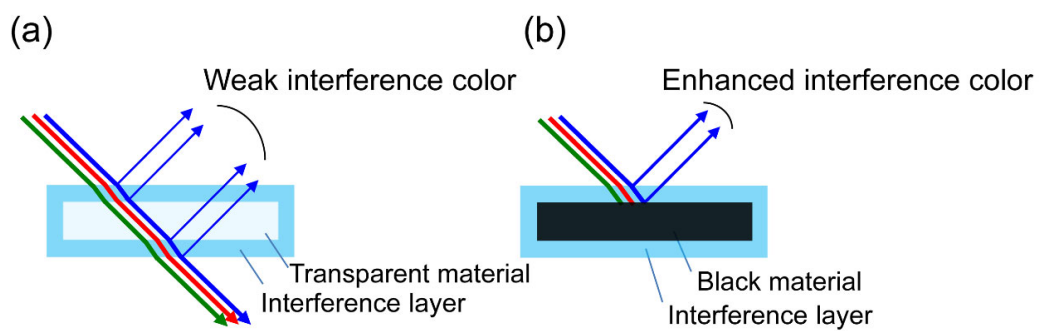 (a)
Weak interference color
Transparent material
Interference layer
(b)
Enhanced interference color
Black material
Interference layer